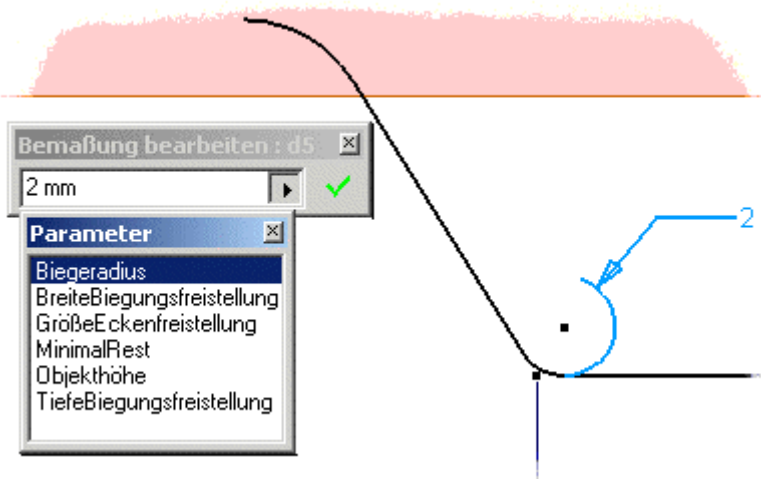 Bemaßung bearbeiten : d5
2 mm
2
Parameter
Biegeradius
BreiteBiegungsfreistellung
GrößeEckenfreistellung
MinimalRest
Objekthöhe
TiefeBiegungsfreistellung